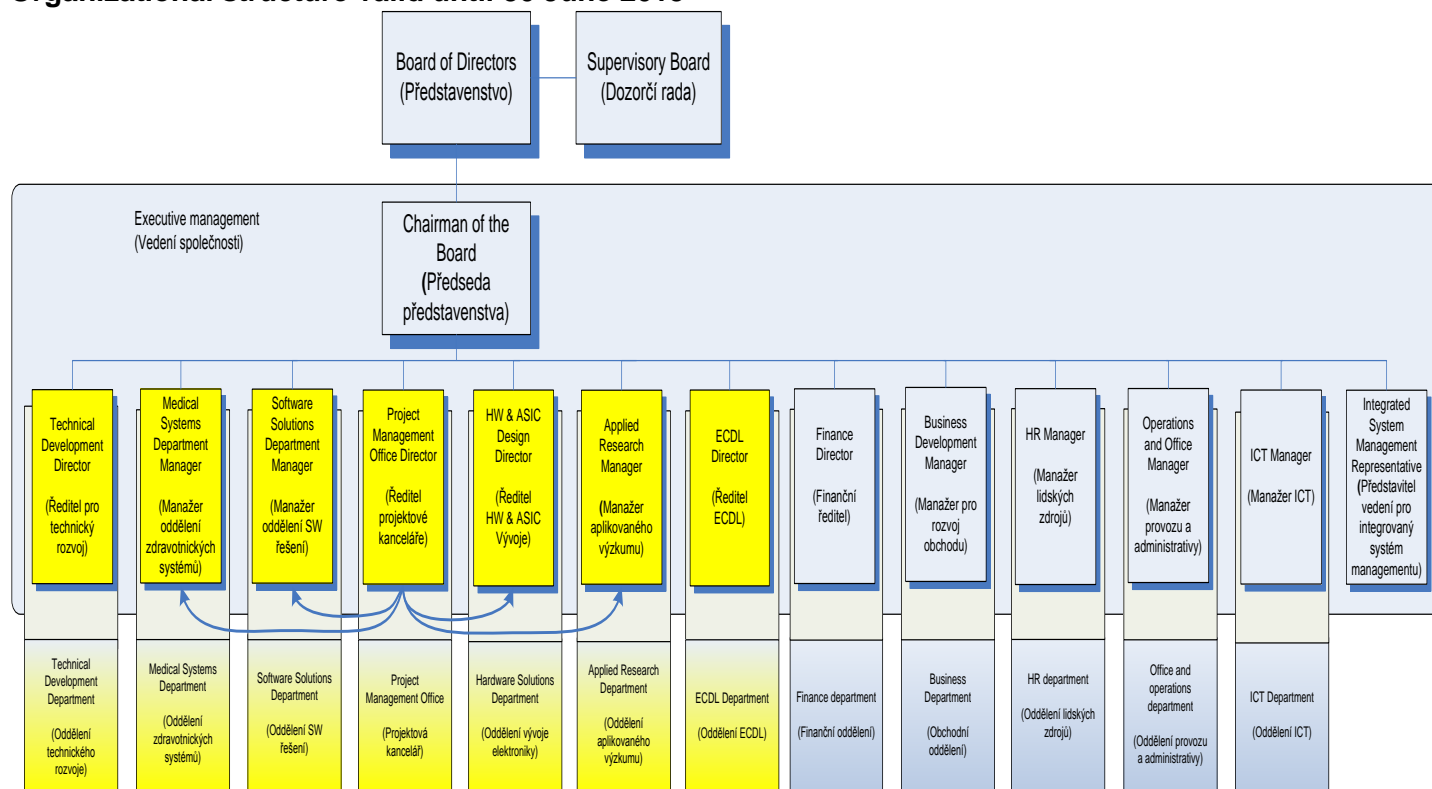 Organizational structure valid until 30 June 2015
Board of Directors
(Představenstvo)
Supervisory Board
(Dozorčí rada)
Executive management
(Vedení společnosti)
Chairman of the
Board
(Předseda
představenstva)
Technical
Development
Director
(Ředitel pro
technický
rozvoj)
Medical
Systems
Department
Manager
(Manažer
oddělení
zdravotnických
systémů)
Software
Solutions
Department
Manager
(Manažer
oddělení SW
řešení)
Project
Management
Office Director
(Ředitel
projektové
kanceláře)
HW & ASIC
Design
Director
(Ředitel
HW & ASIC
Vývoje)
Applied
Research
Manager
(Manažer
aplikovaného
výzkumu)
ECDL
Director
(Ředitel
ECDL)
Finance
Director
(Finanční
ředitel)
Business
Development
Manager
(Manažer pro
rozvoj
obchodu)
HR Manager
(Manažer
lidských
zdrojů)
Operations
and Office
Manager
(Manažer
provozu a
administrativy)
ICT Manager
(Manažer ICT)
Integrated
System
Management
Representative
(Představitel
vedení pro
integrovaný
systém
managementu)
Technical
Development
Department
(Oddělení
technického
rozvoje)
Medical Systems
Department
(Oddělení
zdravotnických
systémů)
Software Solutions
Department
(Oddělení SW
řešení)
Project
Management Office
(Projektová
kancelář)
Hardware Solutions
Department
(Oddělení vývoje
elektroniky)
Applied Research
Department
(Oddělení
aplikovaného
výzkumu)
ECDL Department
(Oddělení ECDL)
Finance department
(Finanční oddělení)
Business
Department
(Obchodní
oddělení)
HR department
(Oddělení lidských
zdrojů)
Office and
operations
department
(Oddělení provozu
a administrativy)
ICT Department
(Oddělení ICT)